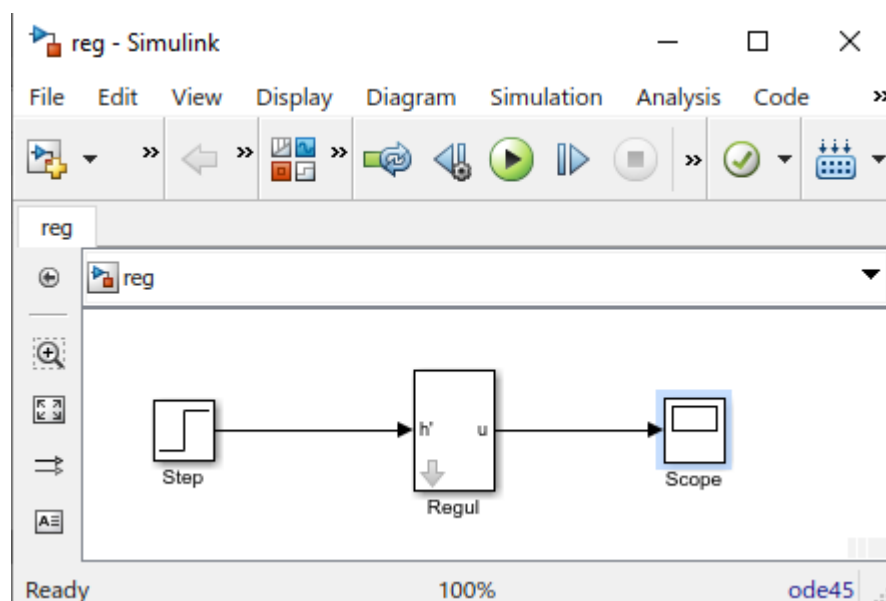 reg - Simulink
File Edit View Display Diagram Simulation Analysis Code »
» » » »
reg
reg
h' u
Step
Regul
Scope
A
Ready 100% ode45